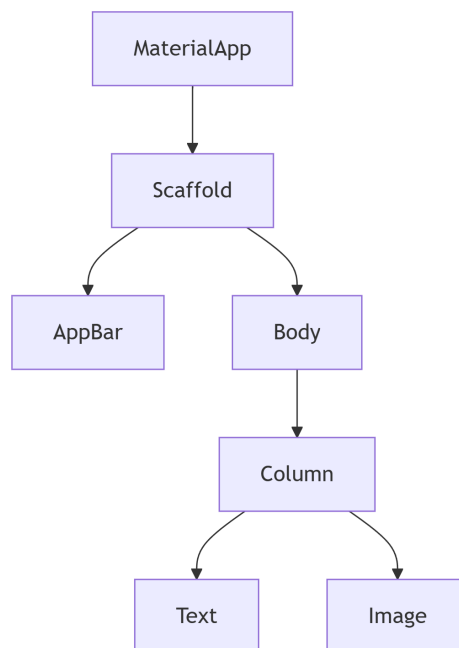 MaterialApp
Scaffold
AppBar
Body
Column
Text
Image